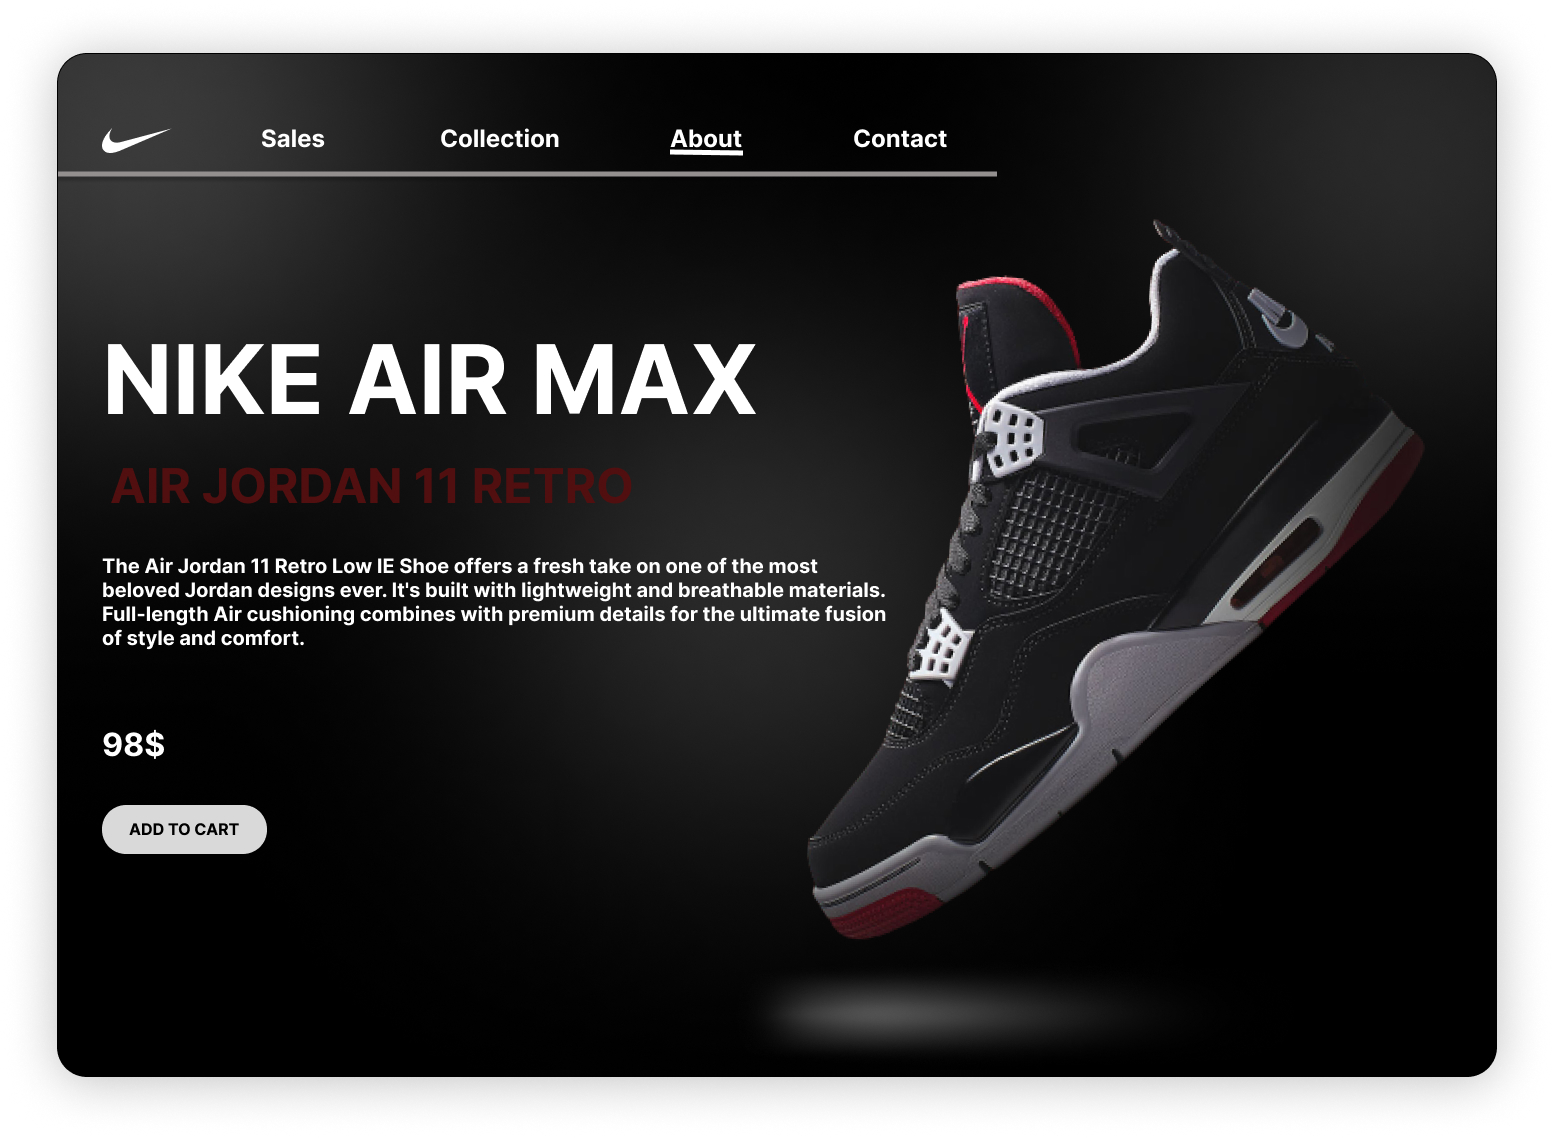 Sales Collection About Contact
NIKE AIR MAX
AIR JORDAN 11 RETRO
The Air Jordan 11 Retro Low IE Shoe offers a fresh take on one of the most
beloved Jordan designs ever. It's built with lightweight and breathable materials.
Full-length Air cushioning combines with premium details for the ultimate fusion
of style and comfort.
98$
ADD TO CART